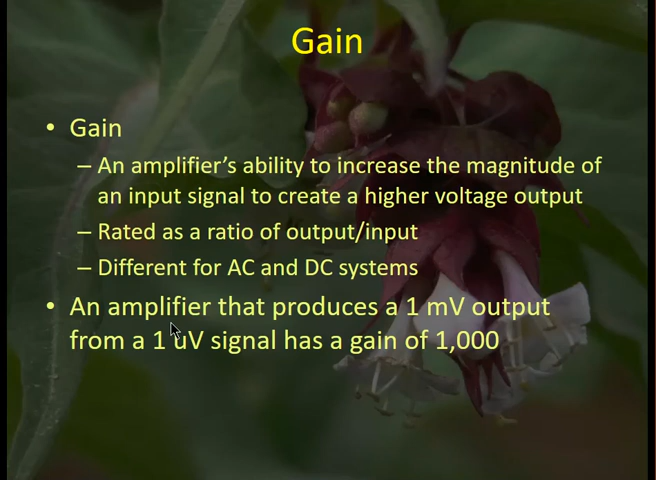 Gain
• Gain
– An amplifier's ability to increase the magnitude of
an input signal to create a higher voltage output
– Rated as a ratio of output/input
– Different for AC and DC systems
• An amplifier that produces a 1 mV output
from a 1 uV signal has a gain of 1,000